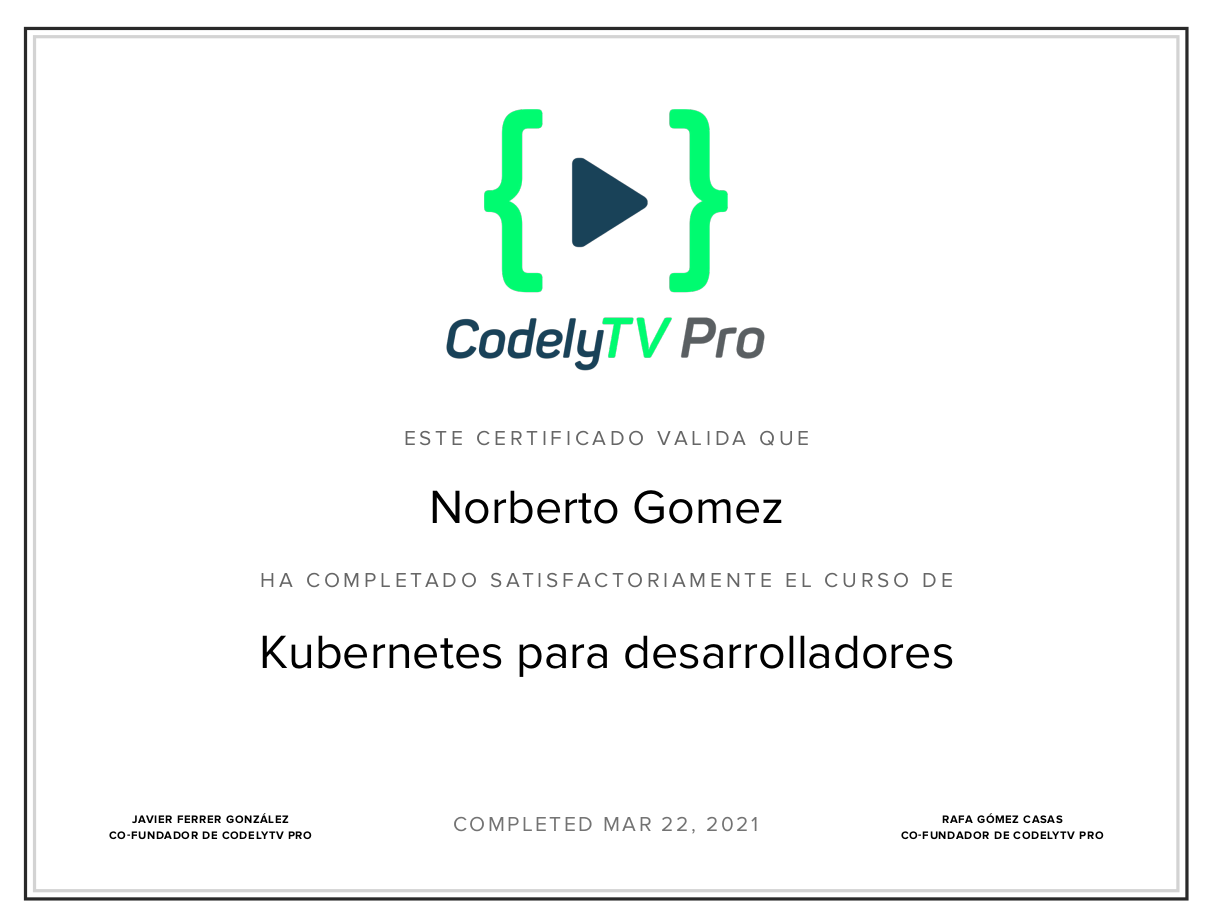 CodelyTV Pro
ESTE CERTIFICADO VALIDA QUE
Norberto Gomez
HA COMPLETADO SATISFACTORIAMENTE EL CURSO DE
Kubernetes para desarrolladores
JAVIER FERRER GONZÁLEZ
CO-FUNDADOR DE CODELYTV PRO
COMPLETED MAR 22, 2021
RAFA GÓMEZ CASAS
CO-FUNDADOR DE CODELYTV PRO